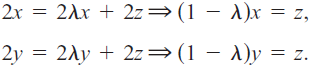 2x = 2λx + 2z ⇒ (1 − λ)x = z,
2y = 2λy + 2z ⇒ (1 − λ)y = z.